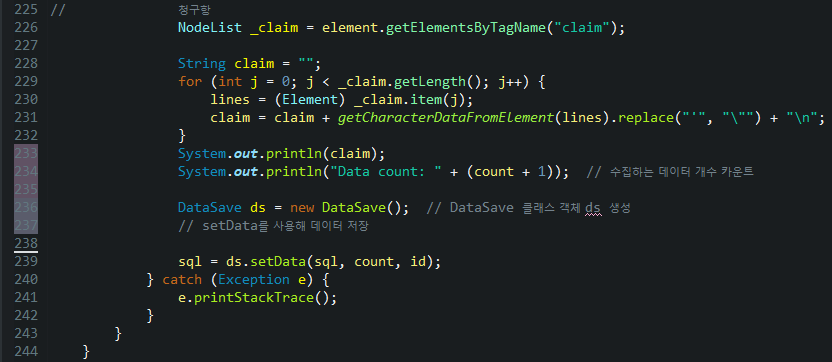 225 // 청구항
226 NodeList _claim = element.getElementsByTagName("claim");
227
228 String claim = "";
229 for (int j = 0; j < _claim.getLength(); j++) {
230 lines = (Element) _claim.item(j);
231 claim = claim + getCharacterDataFromElement(lines).replace("'", "\"") + "\n";
232 }
233 System.out.println(claim);
234 System.out.println("Data count: " + (count + 1)); // 수집하는 데이터 개수 카운트
235
236 DataSave ds = new DataSave(); // DataSave 클래스 객체 ds 생성
237 // setData를 사용해 데이터 저장
238
239 sql = ds.setData(sql, count, id);
240 } catch (Exception e) {
241 e.printStackTrace();
242 }
243 }
244 }